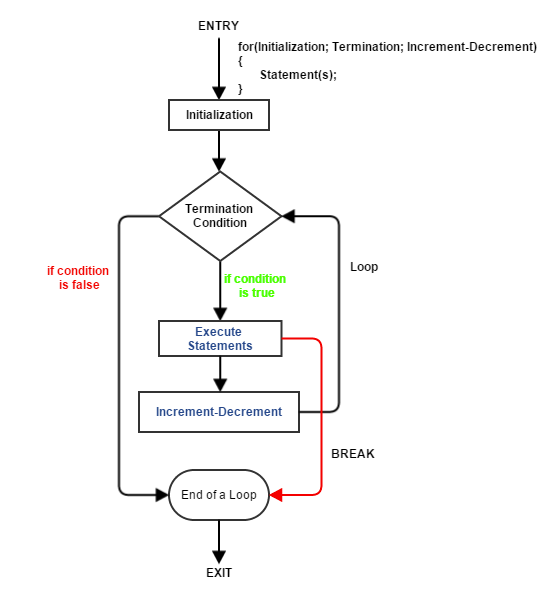 ENTRY
for(Initialization; Termination; Increment-Decrement)
{
Statement(s);
}
Initialization
Termination
Condition
if condition
is false
Loop
if condition
is true
Execute
Statements
Increment-Decrement
BREAK
End of a Loop
EXIT